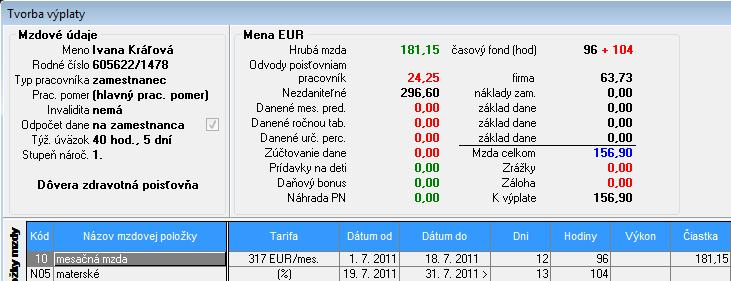 Tvorba výplaty
Mzdové údaje
Meno Ivana Kráľová
Rodné číslo 605622/1478
Typ pracovníka zamestnanec
Prac. pomer (hlavný prac. pomer)
Invalidita nemá
Odpočet dane na zamestnanca
Týž. úväzok 40 hod., 5 dní
Stupeň nároč. 1.
Dôvera zdravotná poisťovňa
Mena EUR
Hrubá mzda 181,15 časový fond (hod) 96 + 104
Odvody poisťovniam
pracovník 24,25 firma 63,73
Nezdaniteľné 296,60 náklady zam. 0,00
Danené mes. pred. 0,00 základ dane 0,00
Danené ročnou tab. 0,00 základ dane 0,00
Danené urč. perc. 0,00 základ dane 0,00
Zúčtovanie dane 0,00 Mzda celkom 156,90
Prídavky na deti 0,00 Zrážky 0,00
Daňový bonus 0,00 Záloha 0,00
Náhrada PN 0,00 K výplate 156,90
Kód Názov mzdovej položky Tarifa Dátum od Dátum do Dni Hodiny Výkon Čiastka
10 mesačná mzda 317 EUR/mes. 1. 7. 2011 18. 7. 2011 12 96 181,15
N05 materské (%) 19. 7. 2011 31. 7. 2011 > 13 104